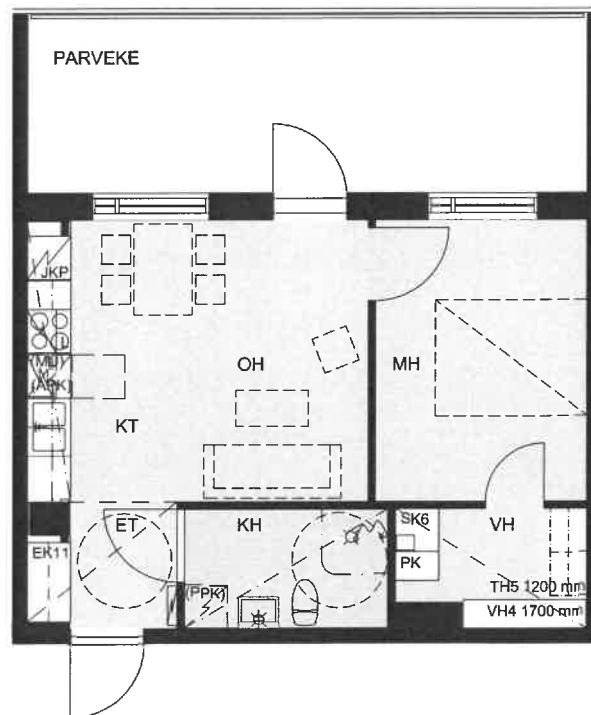 PARVEKE
JKP
(MU)
(APK)
OH
MH
KT
ET
KH
SK6
VH
EK11
PK
(PPK)
TH5 1200 mm
VH4 1700 mm